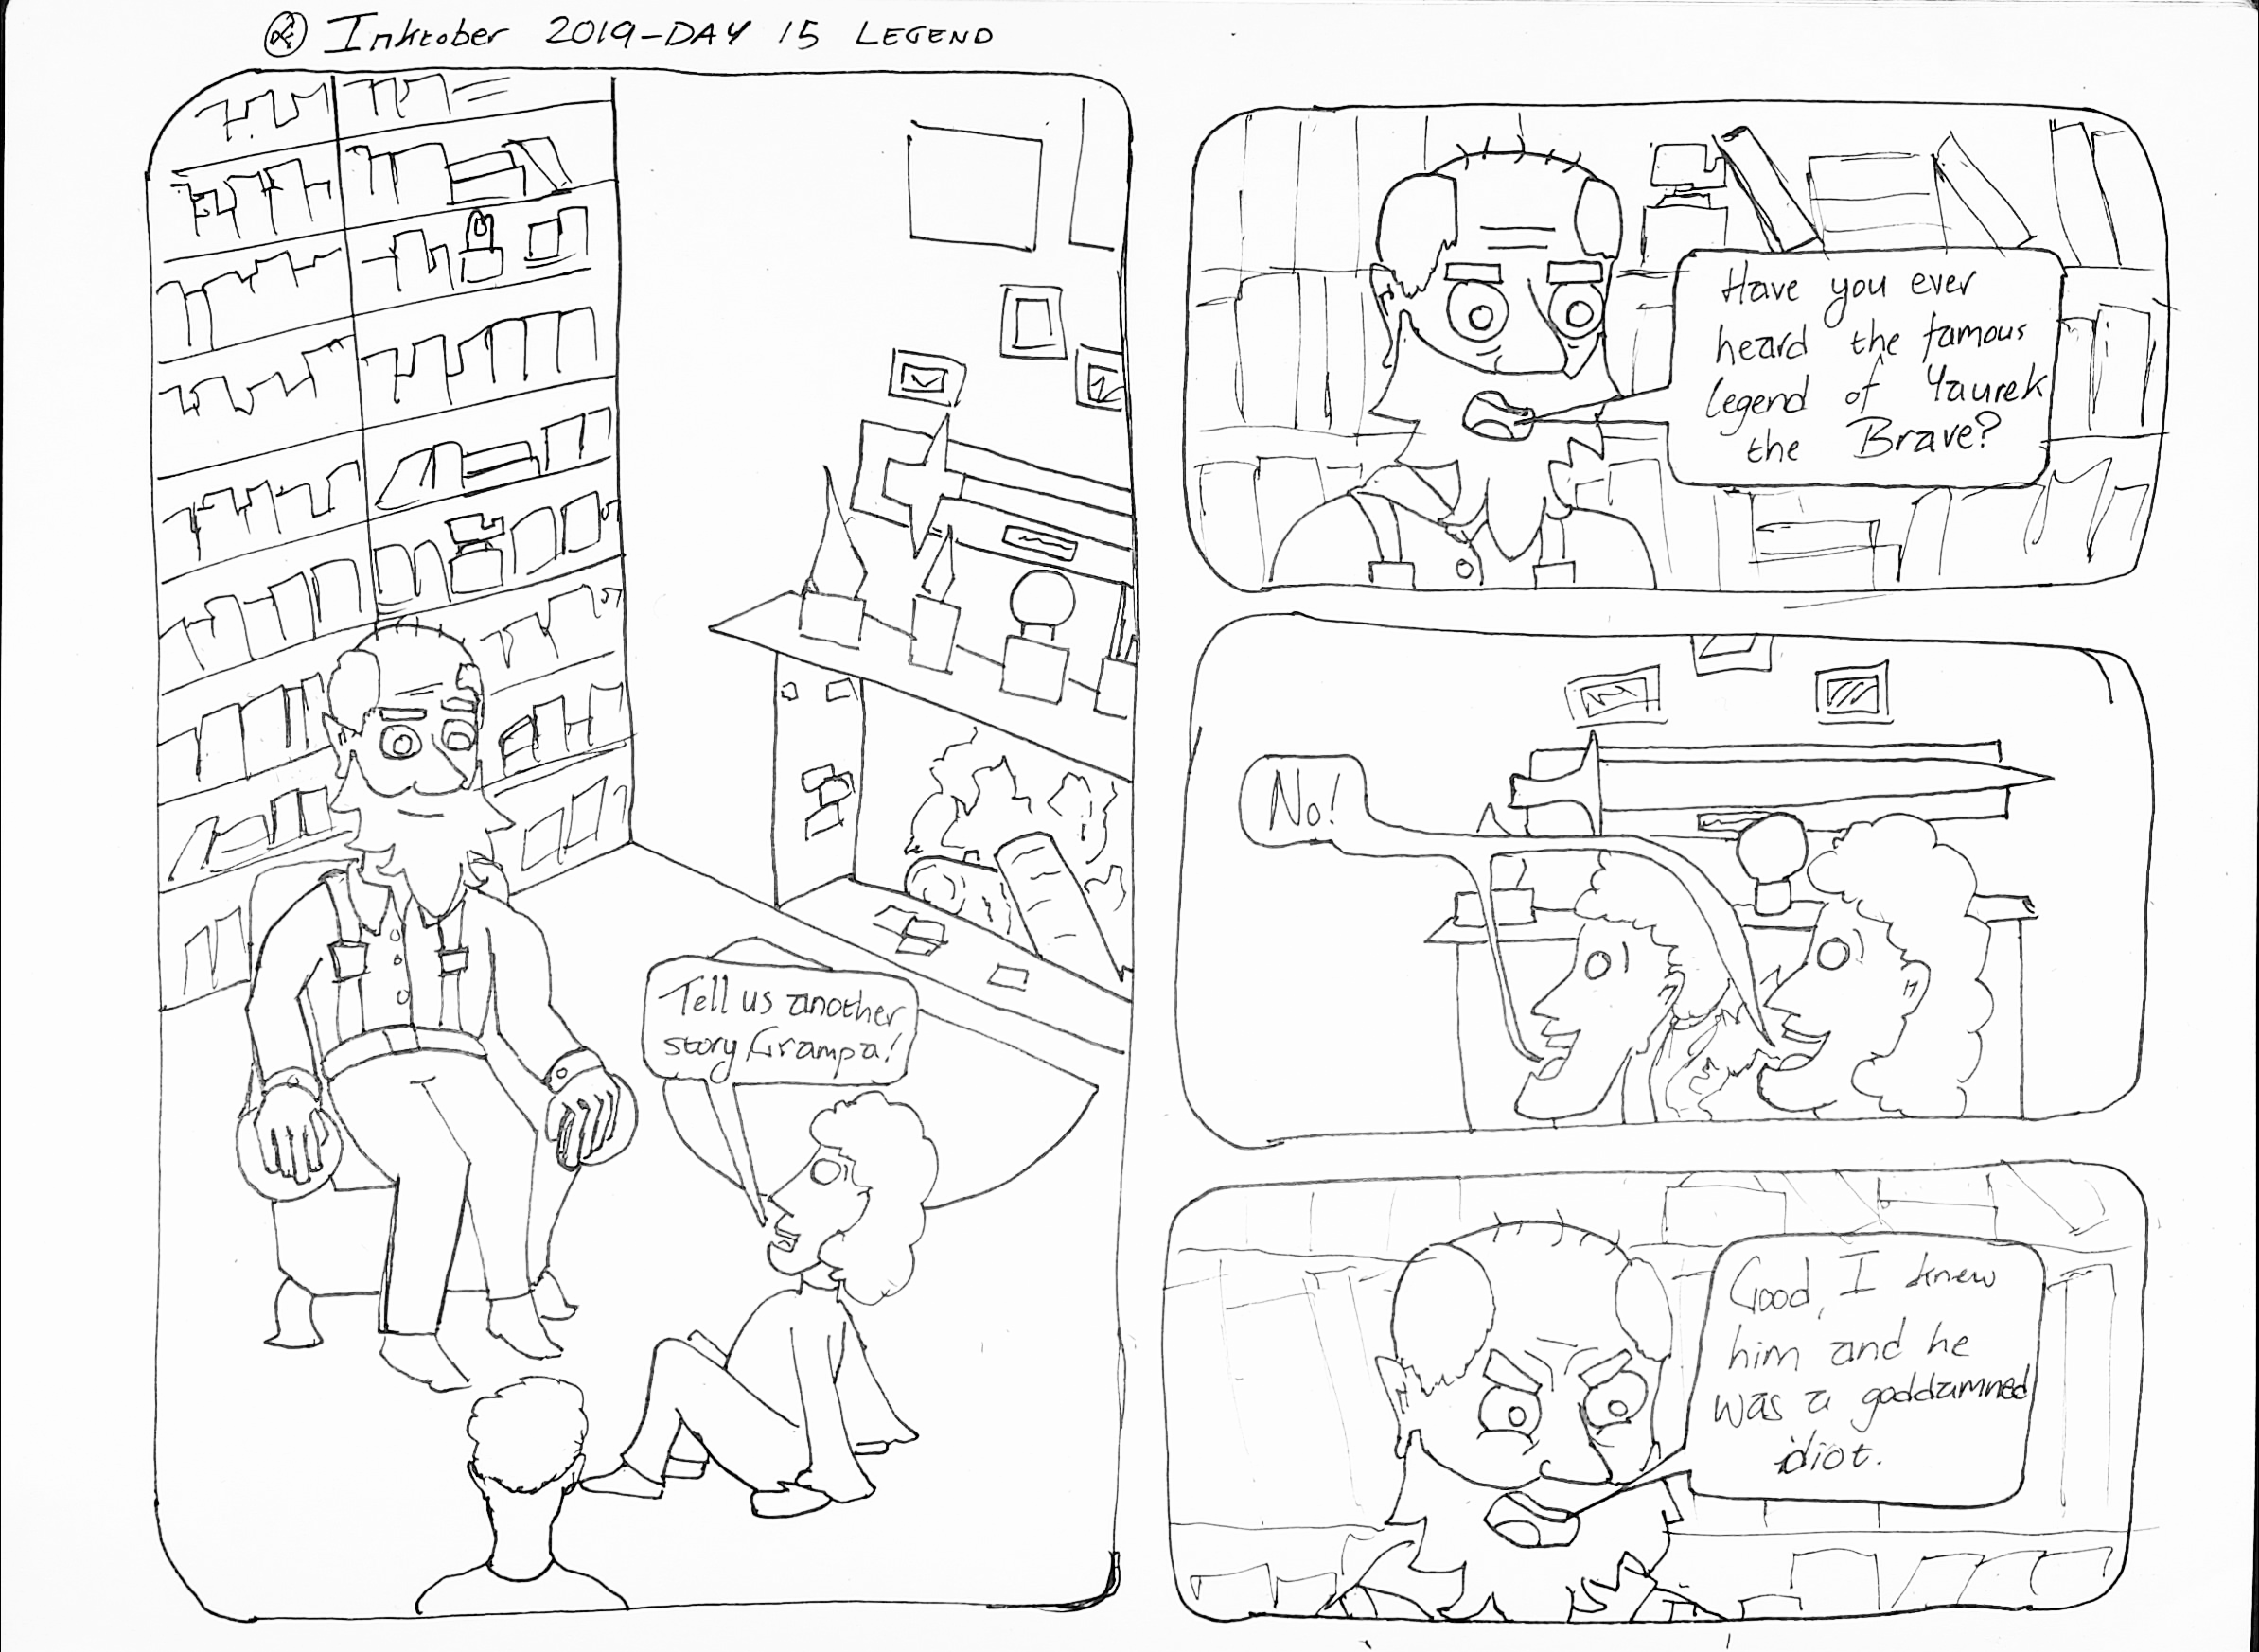 Inktober 2019-DAY 15 LEGEND
Tell us another
story Grampa!
Have you ever
heard the famous
legend of Yaurek
the Brave?
No!
Good, I knew
him and he
was a goddamned
idiot.